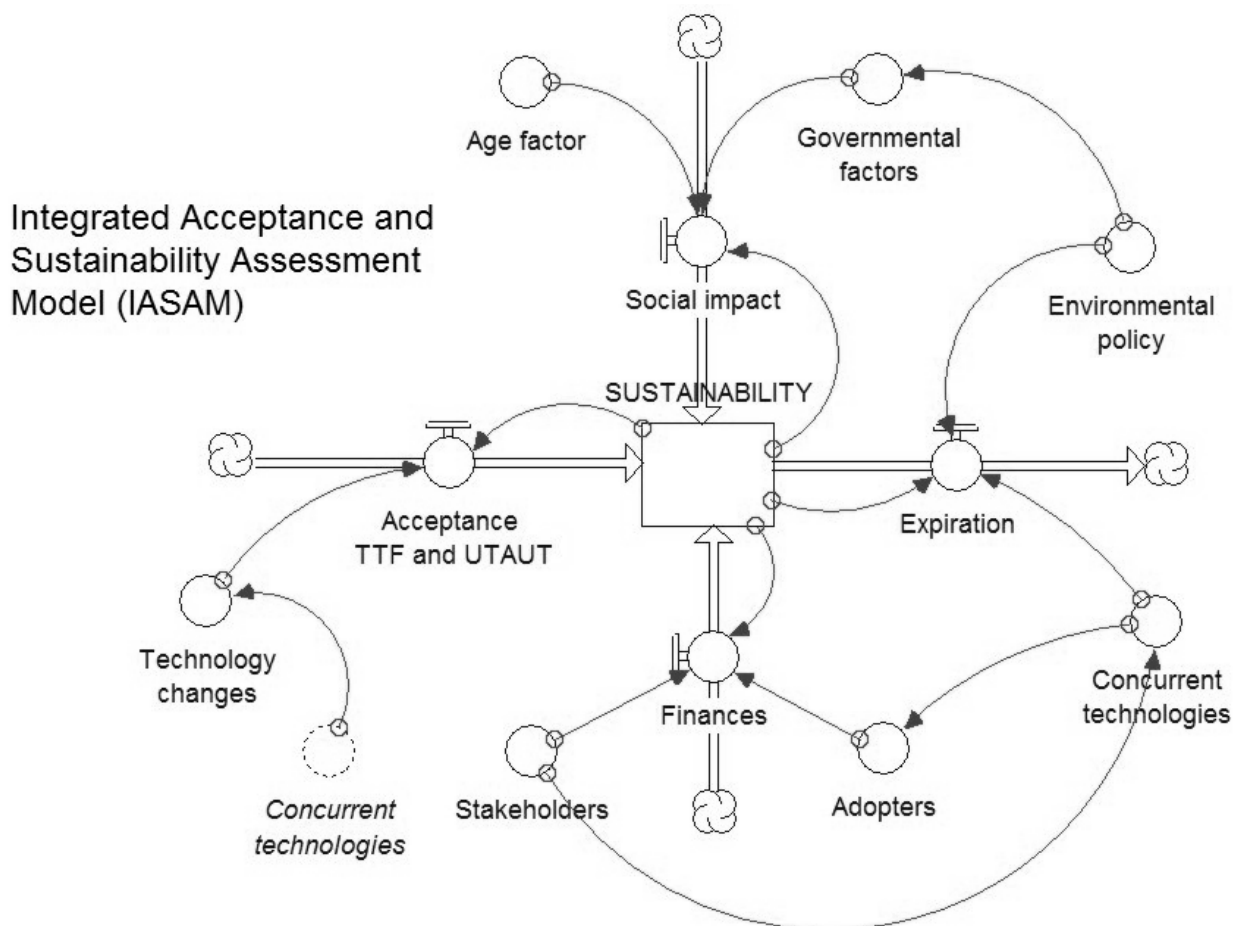 Age factor
Governmental
factors
Integrated Acceptance and
Sustainability Assessment
Model (IASAM)
Social impact
Environmental
policy
SUSTAINABILITY
Acceptance
TTF and UTAUT
Expiration
Technology
changes
Finances
Concurrent
technologies
Concurrent
technologies
Stakeholders
Adopters